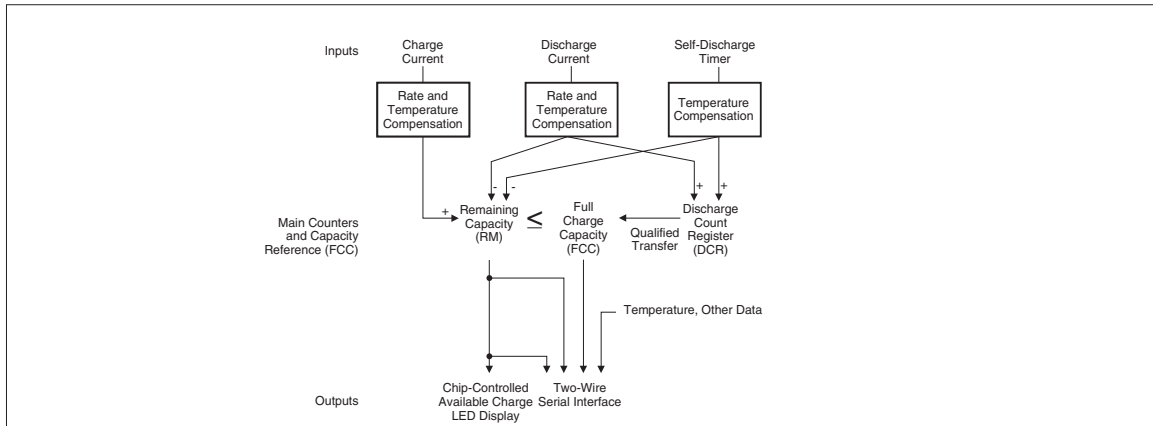 Inputs
Charge
Current
Discharge
Current
Self-Discharge
Timer
Rate and
Temperature
Compensation
Rate and
Temperature
Compensation
Temperature
Compensation
-
-
+
+
+
Main Counters
and Capacity
Reference (FCC)
Remaining
Capacity
(RM)
≤
Full
Charge
Capacity
(FCC)
Qualified
Transfer
Discharge
Count
Register
(DCR)
Temperature, Other Data
Outputs
Chip-Controlled
Available Charge
LED Display
Two-Wire
Serial Interface